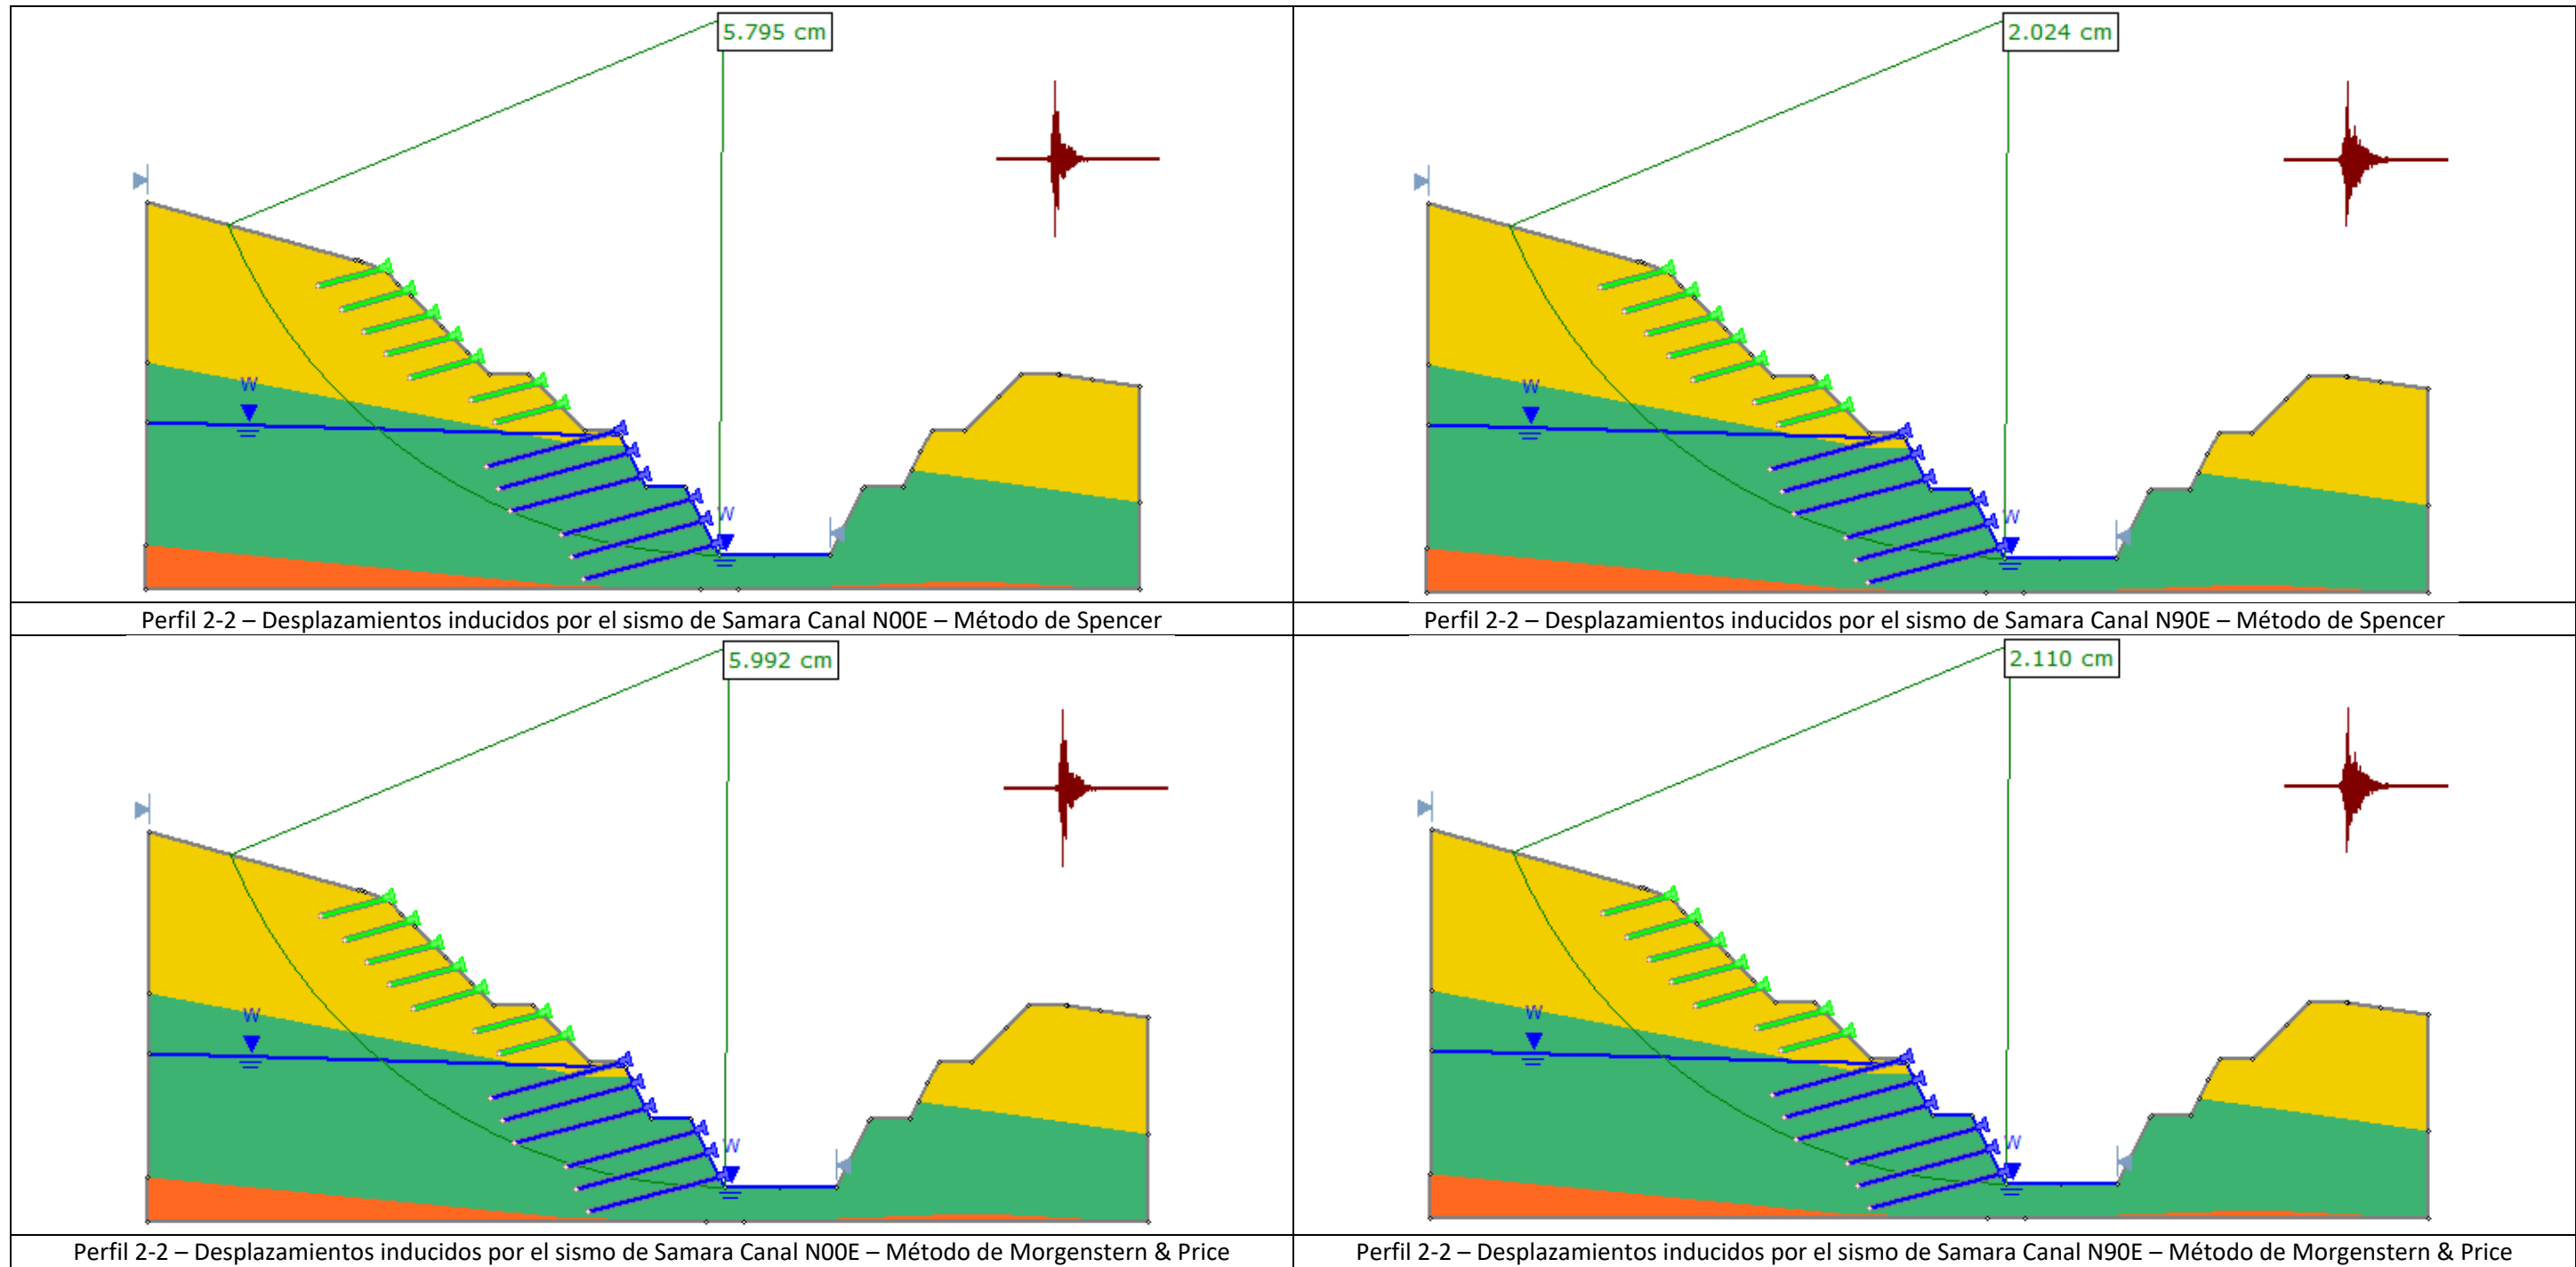 5.795 cm
W
W
Perfil 2-2 – Desplazamientos inducidos por el sismo de Samara Canal N00E – Método de Spencer
2.024 cm
W
W
Perfil 2-2 – Desplazamientos inducidos por el sismo de Samara Canal N90E – Método de Spencer
5.992 cm
W
W
Perfil 2-2 – Desplazamientos inducidos por el sismo de Samara Canal N00E – Método de Morgenstern & Price
2.110 cm
W
W
Perfil 2-2 – Desplazamientos inducidos por el sismo de Samara Canal N90E – Método de Morgenstern & Price